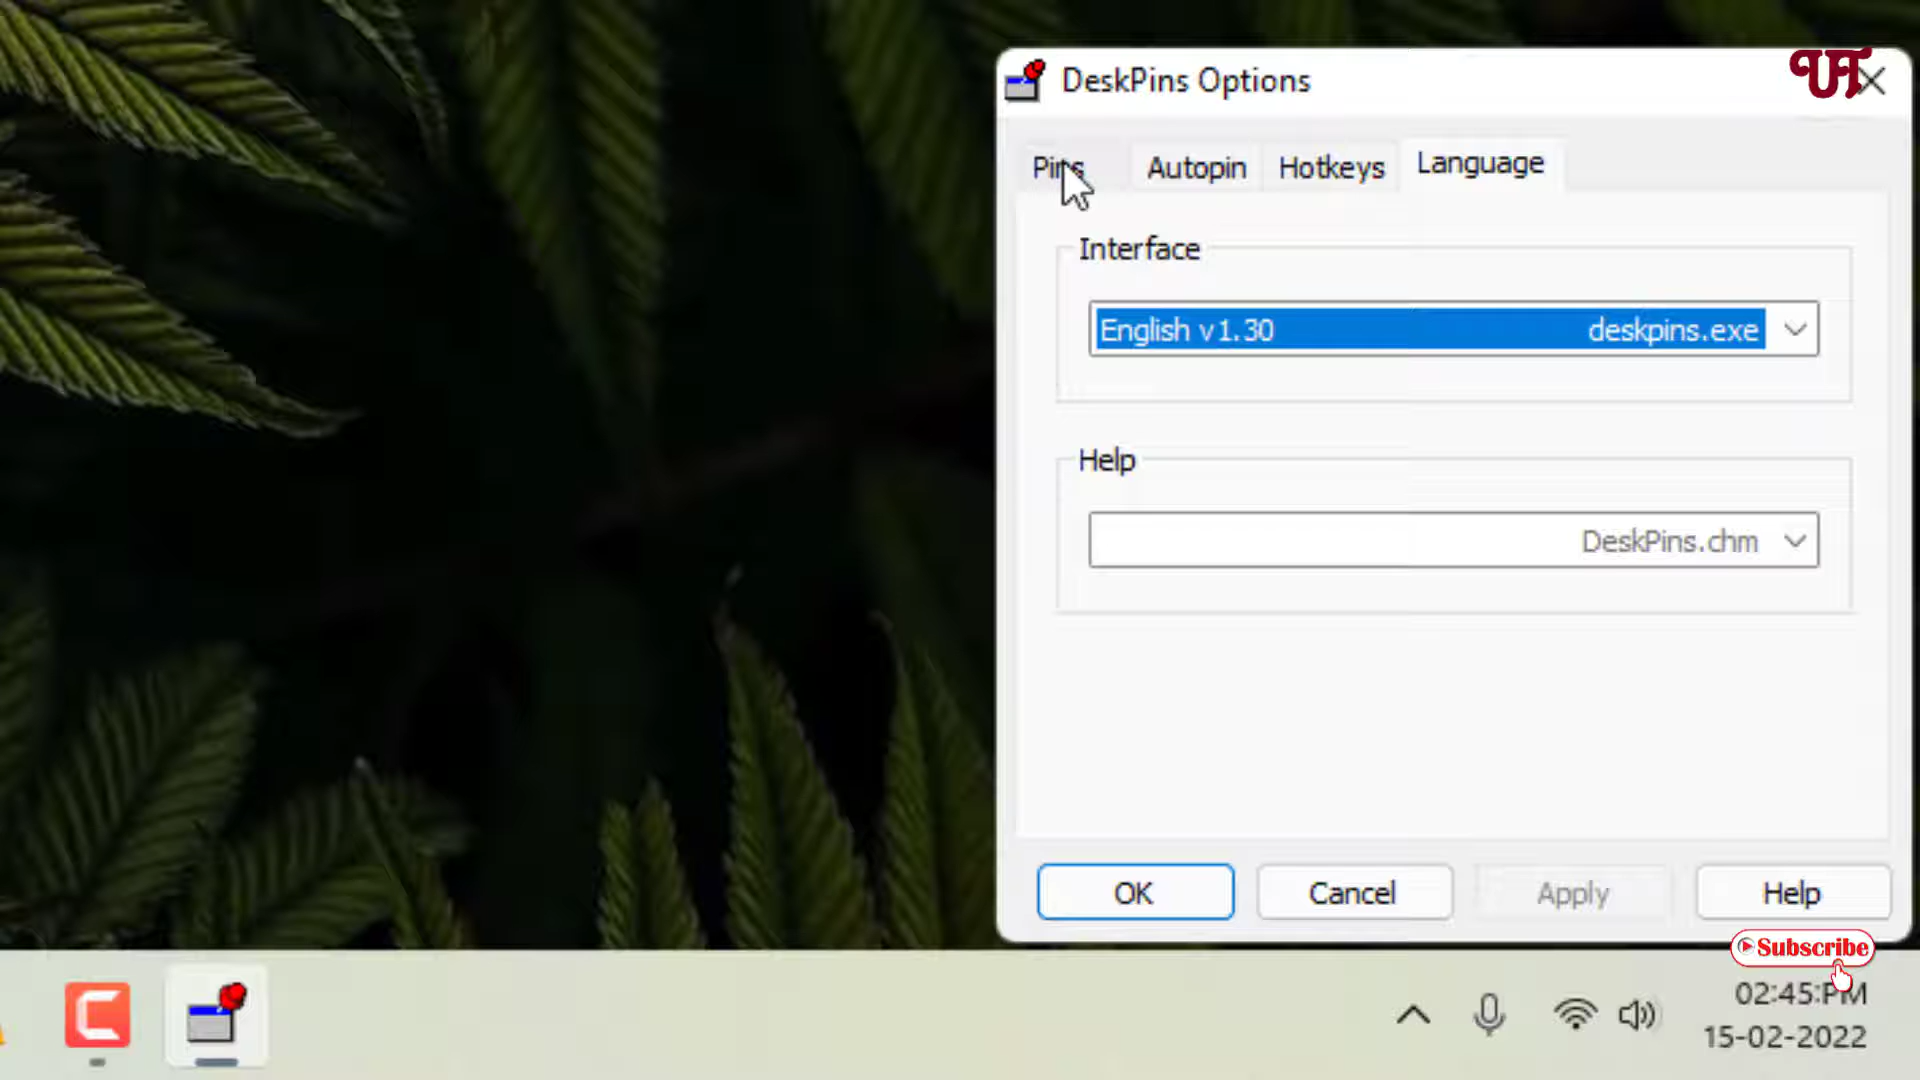 DeskPins Options
UA
Pins Autopin Hotkeys Language
Interface
English v1.30 deskpins.exe
Help
DeskPins.chm
OK Cancel Apply Help
Subscribe
02:45:PM
15-02-2022